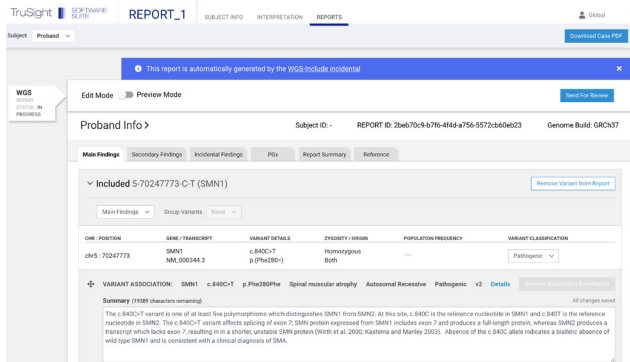 TruSight SOFTWARE SUITE
REPORT_1
SUBJECT INFO INTERPRETATION REPORTS
Global
Subject Proband
Download Case PDF
This report is automatically generated by the WGS-Include incidental
WGS
REPORT
STATUS: IN
PROGRESS
Edit Mode Preview Mode
Send For Review
Proband Info >
Subject ID: - REPORT ID: 2beb70c9-b7f6-4f4d-a756-5572cb60eb23 Genome Build: GRCh37
Main Findings Secondary Findings Incidental Findings PGx Report Summary Reference
Included 5-70247773-C-T (SMN1)
Remove Variant from Report
Main Findings Group Variants None
CHR : POSITION GENE / TRANSCRIPT VARIANT DETAILS ZYGOSITY / ORIGIN POPULATION FREQUENCY VARIANT CLASSIFICATION
chr5 : 70247773 SMN1 c.840C>T Homozygous Pathogenic
NM_000344.3 p.(Phe280=) Both
VARIANT ASSOCIATION: SMN1 c.840C>T p.Phe280Phe Spinal muscular atrophy Autosomal Recessive Pathogenic v2 Details Remove Association from Report
Summary (19389 characters remaining) All changes saved
The c.840C>T variant is one of at least five polymorphisms which distinguishes SMN1 from SMN2. At this site, c.840C is the reference nucleotide in SMN1 and c.840T is the reference
nucleotide in SMN2. The c.840C>T variant affects splicing of exon 7; SMN protein expressed from SMN1 includes exon 7 and produces a full-length protein, whereas SMN2 produces a
transcript which lacks exon 7, resulting in in a shorter, unstable SMN protein (Wirth et al. 2000; Kashima and Manley 2003). Absence of the c.840C allele indicates a biallelic absence of
wild type SMN1 and is consistent with a clinical diagnosis of SMA.